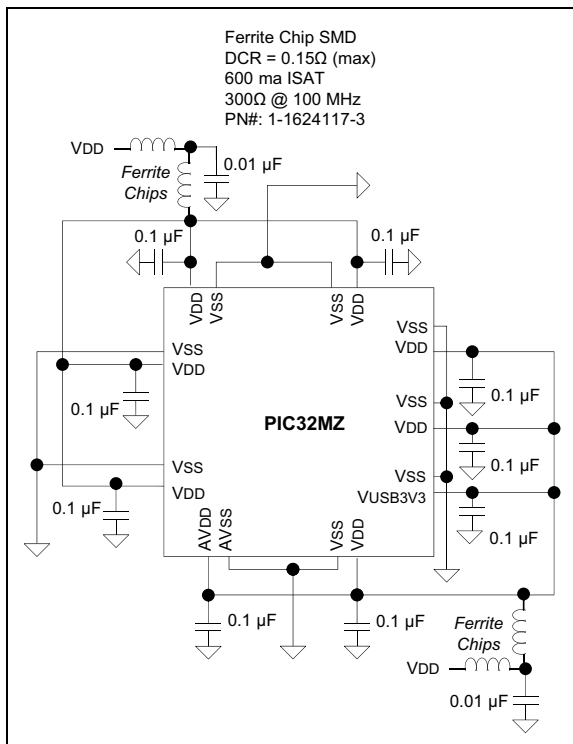 Ferrite Chip SMD
DCR = 0.15Ω (max)
600 ma ISAT
300Ω @ 100 MHz
PN#: 1-1624117-3
VDD
0.01 µF
Ferrite
Chips
0.1 µF
0.1 µF
VDD
VSS
VSS
VDD
VSS
VDD
0.1 µF
VSS
VDD
0.1 µF
PIC32MZ
VSS
VDD
0.1 µF
VSS
VDD
0.1 µF
VSS
VUSB3V3
0.1 µF
AVDD
AVSS
VSS
VDD
0.1 µF
0.1 µF
Ferrite
Chips
VDD
0.01 µF